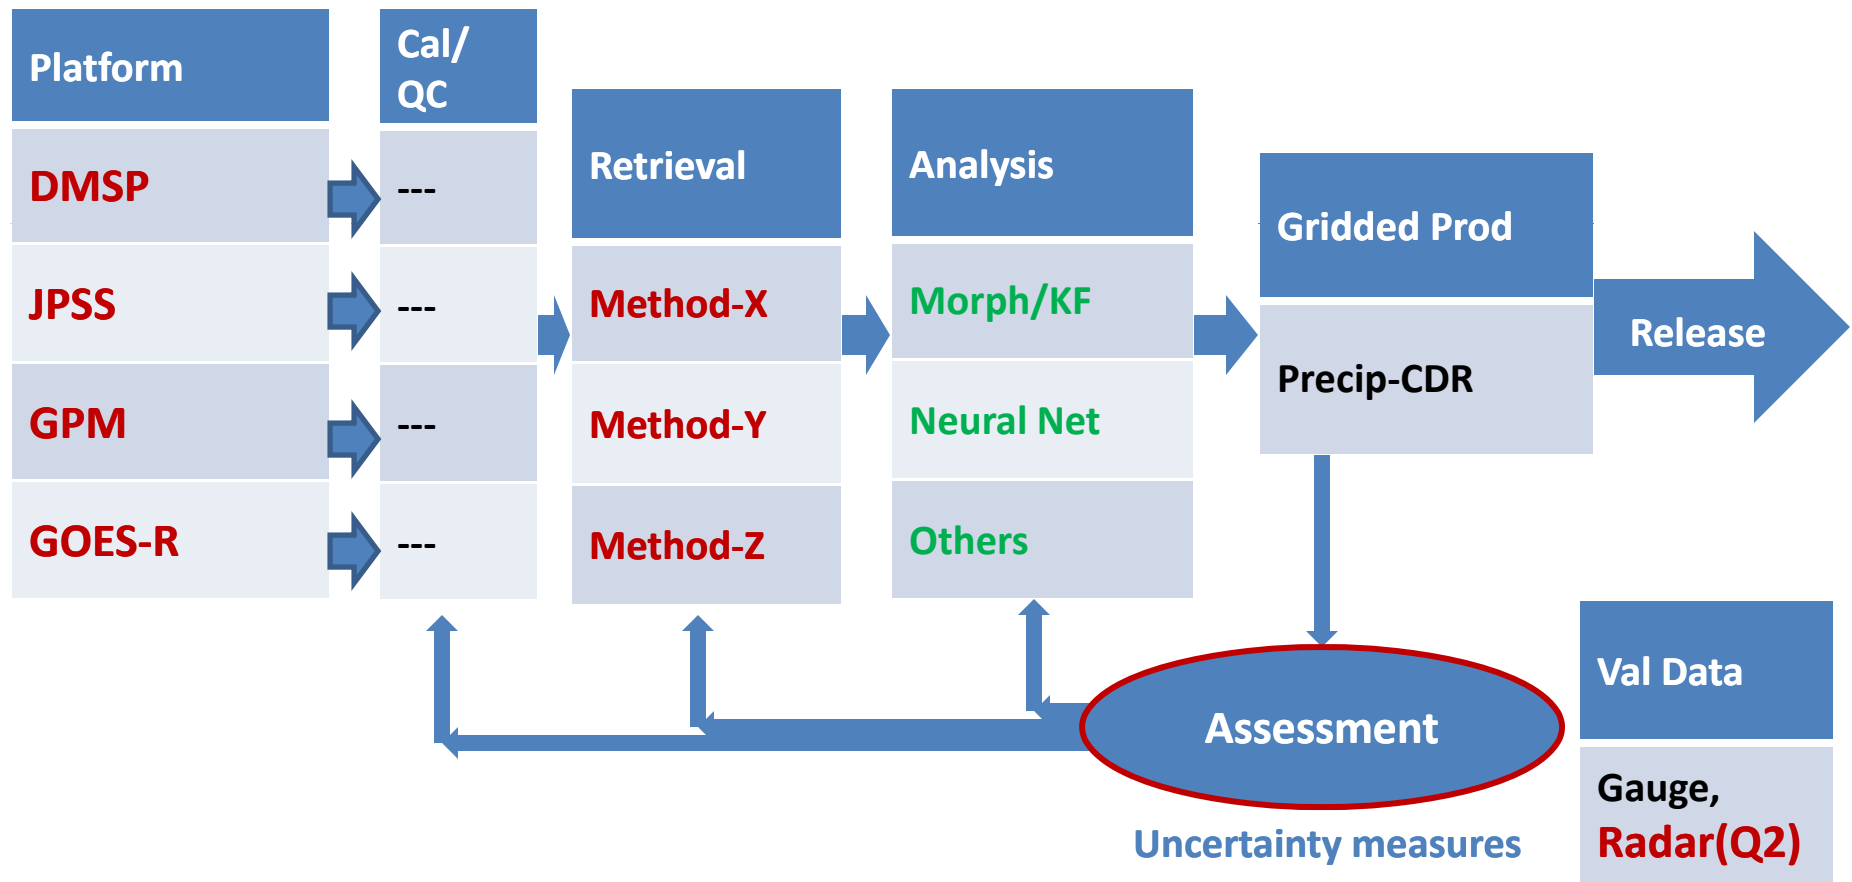 Platform
DMSP
JPSS
GPM
GOES-R
Cal/
QC
---
---
---
---
Retrieval
Method-X
Method-Y
Method-Z
Analysis
Morph/KF
Neural Net
Others
Gridded Prod
Precip-CDR
Release
Assessment
Uncertainty measures
Val Data
Gauge,
Radar(Q2)